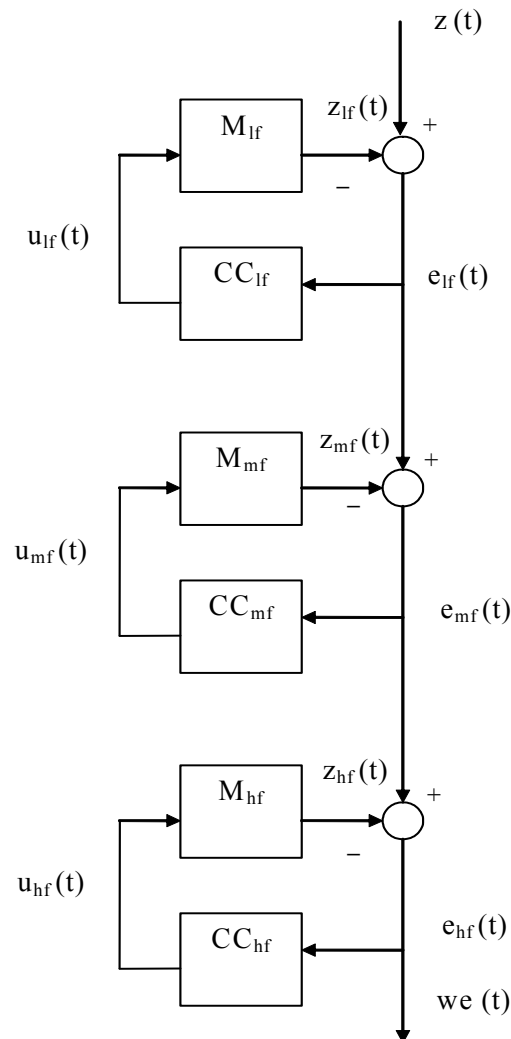 z (t)
M_lf
z_lf(t)
+
−
u_lf(t)
CC_lf
e_lf(t)
M_mf
z_mf(t)
+
−
u_mf(t)
CC_mf
e_mf(t)
M_hf
z_hf(t)
+
−
u_hf(t)
CC_hf
e_hf(t)
we (t)